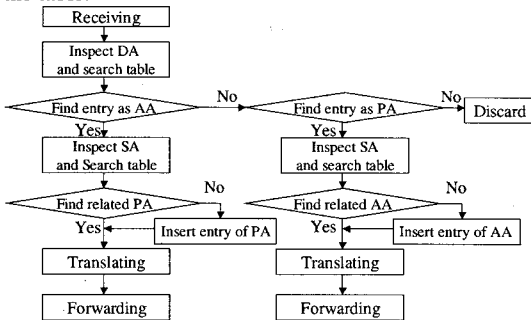 Receiving
Inspect DA
and search table
Find entry as AA
No
Find entry as PA
No
Discard
Yes
Inspect SA
and Search table
Yes
Inspect SA
and search table
Find related PA
No
Find related AA
No
Yes
Insert entry of PA
Yes
Insert entry of AA
Translating
Translating
Forwarding
Forwarding